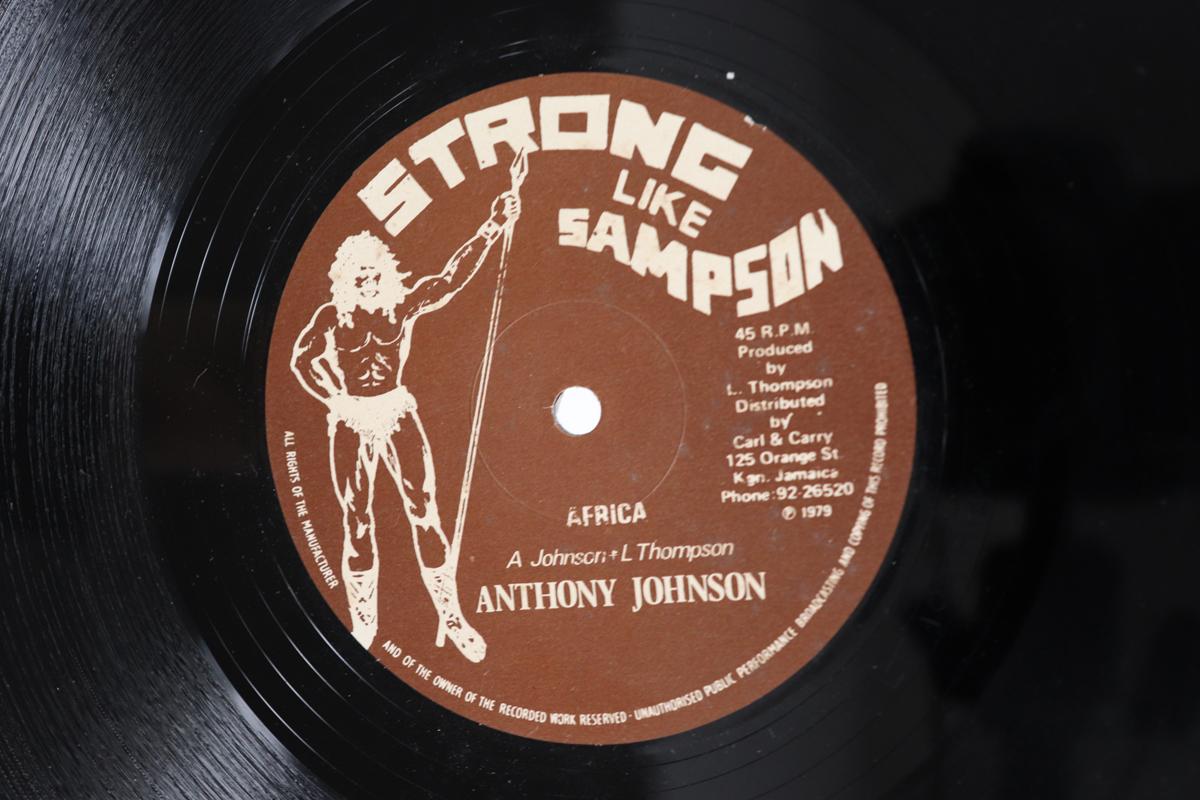 STRONG
LIKE
SAMPSON
45 R.P.M.
Produced
by
L. Thompson
Distributed
by
Carl & Carry
125 Orange St.
Kgn. Jamaica
Phone: 92-26520
℗ 1979
AFRICA
A Johnson + L Thompson
ANTHONY JOHNSON
ALL RIGHTS OF THE MANUFACTURER AND OF THE OWNER OF THE RECORDED WORK RESERVED - UNAUTHORISED PUBLIC PERFORMANCE BROADCASTING AND COPYING OF THIS RECORD PROHIBITED